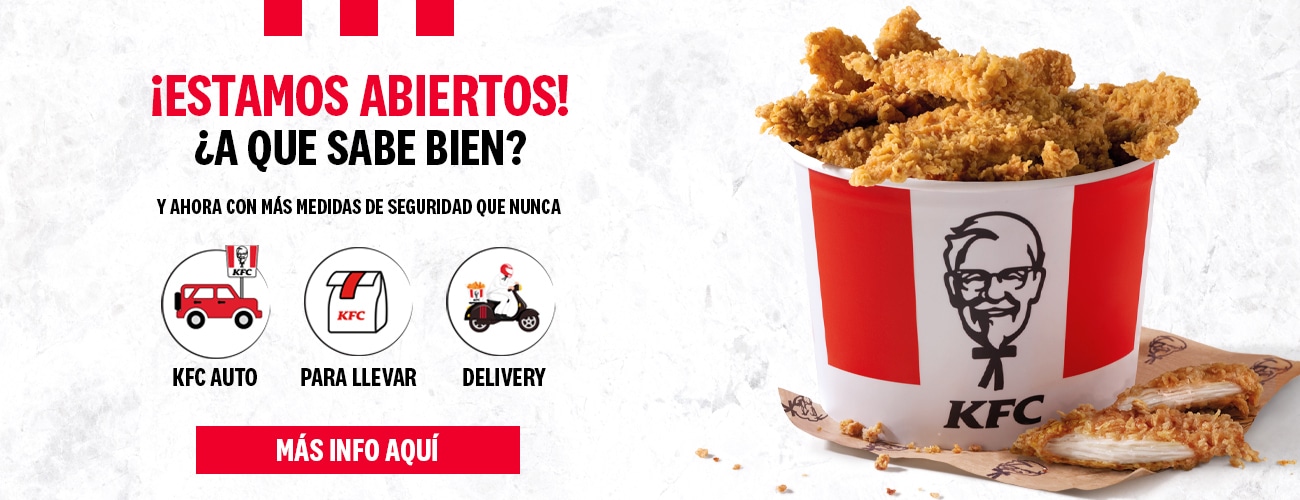 ¡ESTAMOS ABIERTOS!
¿A QUE SABE BIEN?
Y AHORA CON MÁS MEDIDAS DE SEGURIDAD QUE NUNCA
KFC
KFC
KFC AUTO
PARA LLEVAR
DELIVERY
MÁS INFO AQUÍ
KFC